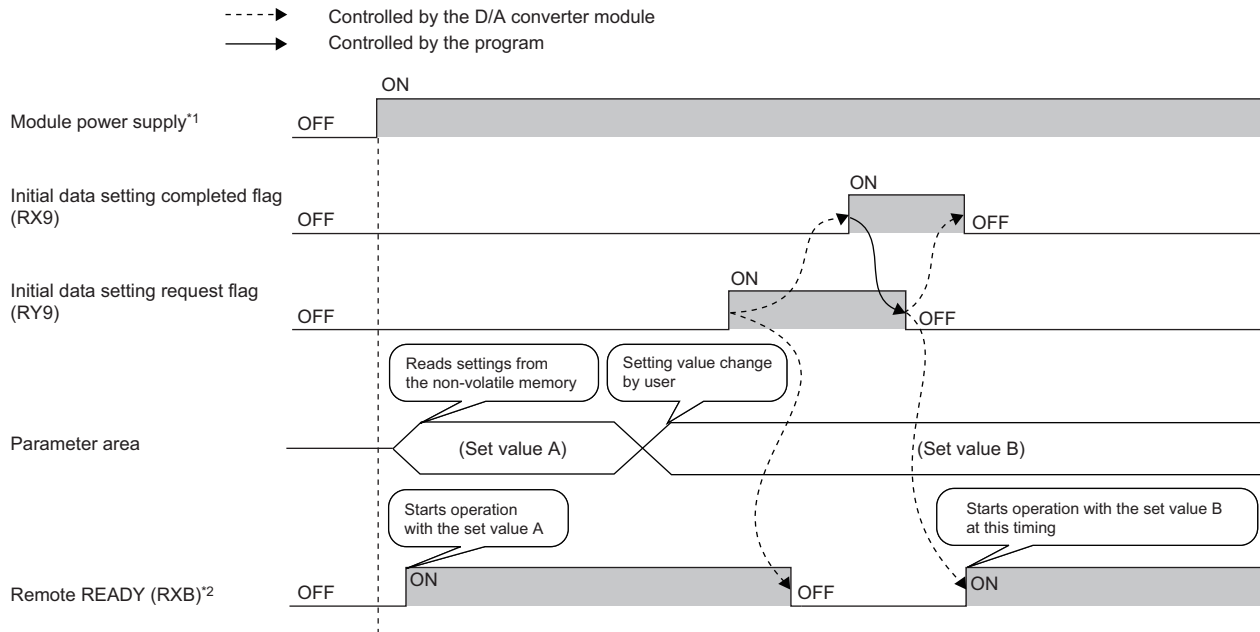 Controlled by the D/A converter module
Controlled by the program
ON
Module power supply*1
OFF
Initial data setting completed flag
(RX9)
ON
OFF
OFF
Initial data setting request flag
(RY9)
ON
OFF
OFF
Reads settings from
the non-volatile memory
Setting value change
by user
Parameter area
(Set value A)
(Set value B)
Starts operation
with the set value A
Starts operation with the set value B
at this timing
Remote READY (RXB)*2
OFF
ON
OFF
ON